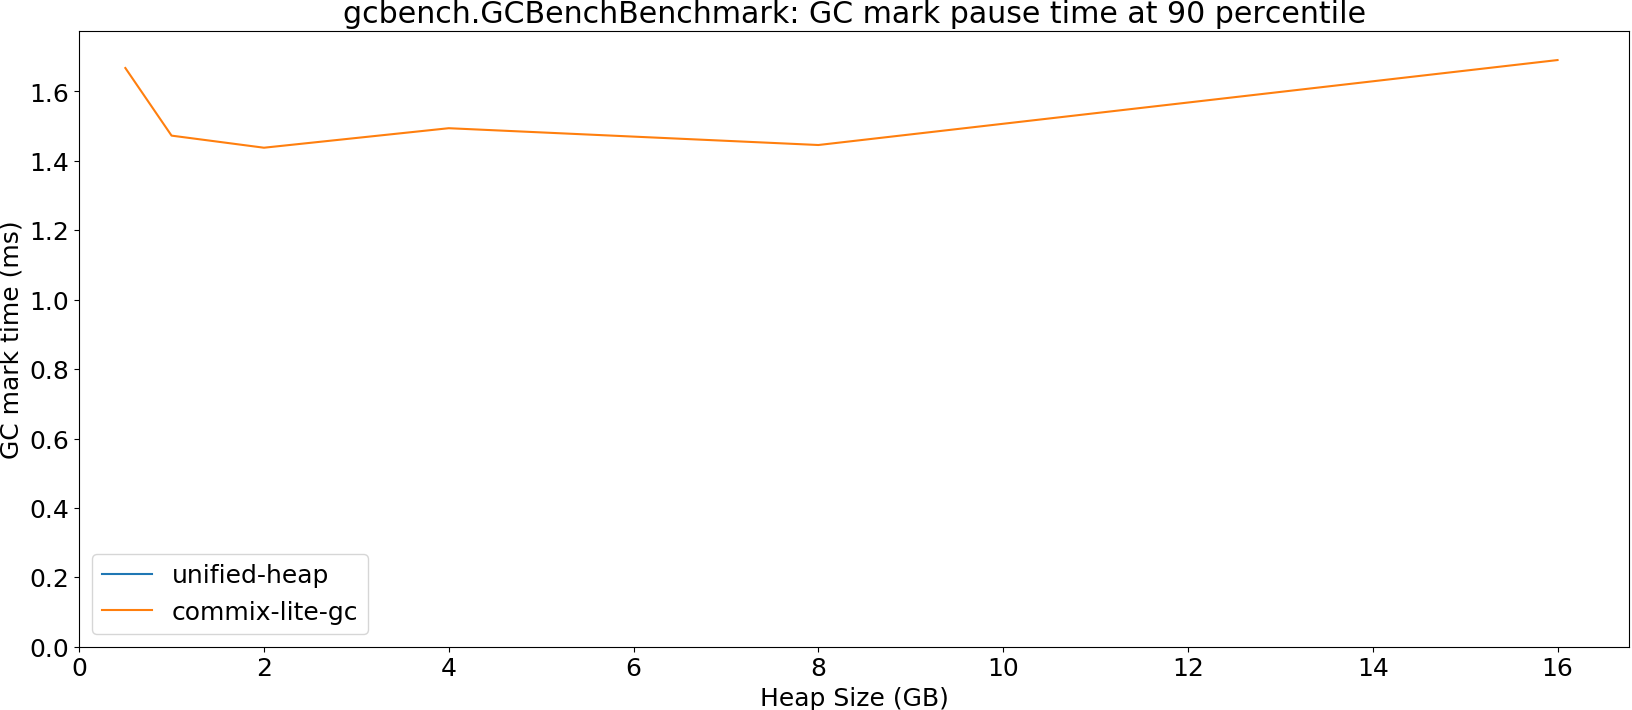 gcbench.GCBenchBenchmark: GC mark pause time at 90 percentile
GC mark time (ms)
1.6
1.4
1.2
1.0
0.8
0.6
0.4
0.2
0.0
unified-heap
commix-lite-gc
0 2 4 6 8 10 12 14 16
Heap Size (GB)